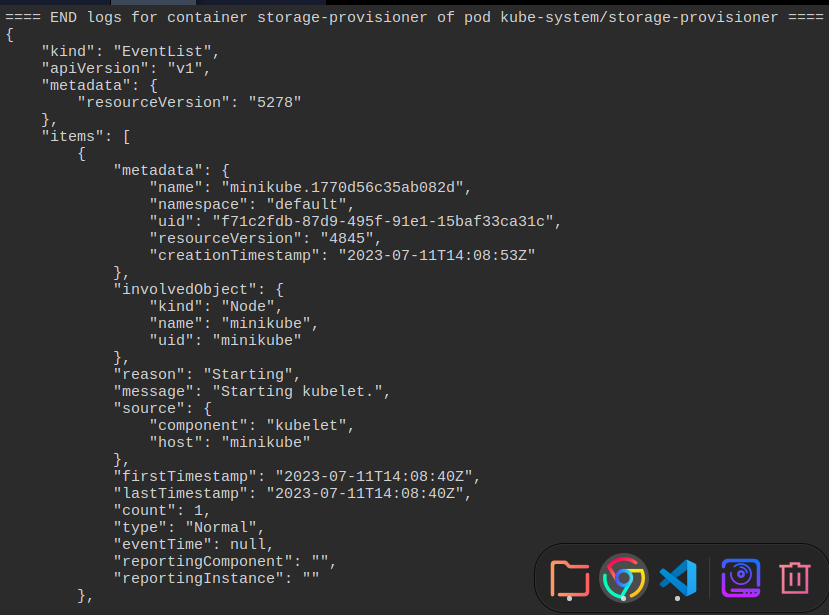 ==== END logs for container storage-provisioner of pod kube-system/storage-provisioner ====
{
    "kind": "EventList",
    "apiVersion": "v1",
    "metadata": {
        "resourceVersion": "5278"
    },
    "items": [
        {
            "metadata": {
                "name": "minikube.1770d56c35ab082d",
                "namespace": "default",
                "uid": "f71c2fdb-87d9-495f-91e1-15baf33ca31c",
                "resourceVersion": "4845",
                "creationTimestamp": "2023-07-11T14:08:53Z"
            },
            "involvedObject": {
                "kind": "Node",
                "name": "minikube",
                "uid": "minikube"
            },
            "reason": "Starting",
            "message": "Starting kubelet.",
            "source": {
                "component": "kubelet",
                "host": "minikube"
            },
            "firstTimestamp": "2023-07-11T14:08:40Z",
            "lastTimestamp": "2023-07-11T14:08:40Z",
            "count": 1,
            "type": "Normal",
            "eventTime": null,
            "reportingComponent": "",
            "reportingInstance": ""
        },